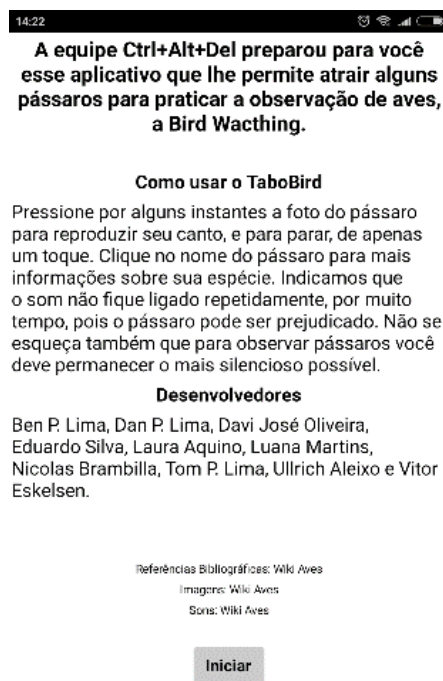 14:22
A equipe Ctrl+Alt+Del preparou para você
esse aplicativo que lhe permite atrair alguns
pássaros para praticar a observação de aves,
a Bird Wacthing.
Como usar o TaboBird
Pressione por alguns instantes a foto do pássaro
para reproduzir seu canto, e para parar, de apenas
um toque. Clique no nome do pássaro para mais
informações sobre sua espécie. Indicamos que
o som não fique ligado repetidamente, por muito
tempo, pois o pássaro pode ser prejudicado. Não se
esqueça também que para observar pássaros você
deve permanecer o mais silencioso possível.
Desenvolvedores
Ben P. Lima, Dan P. Lima, Davi José Oliveira,
Eduardo Silva, Laura Aquino, Luana Martins,
Nicolas Brambilla, Tom P. Lima, Ullrich Aleixo e Vitor
Eskelsen.
Referências Bibliográficas: Wiki Aves
Imagens: Wiki Aves
Sons: Wiki Aves
Iniciar